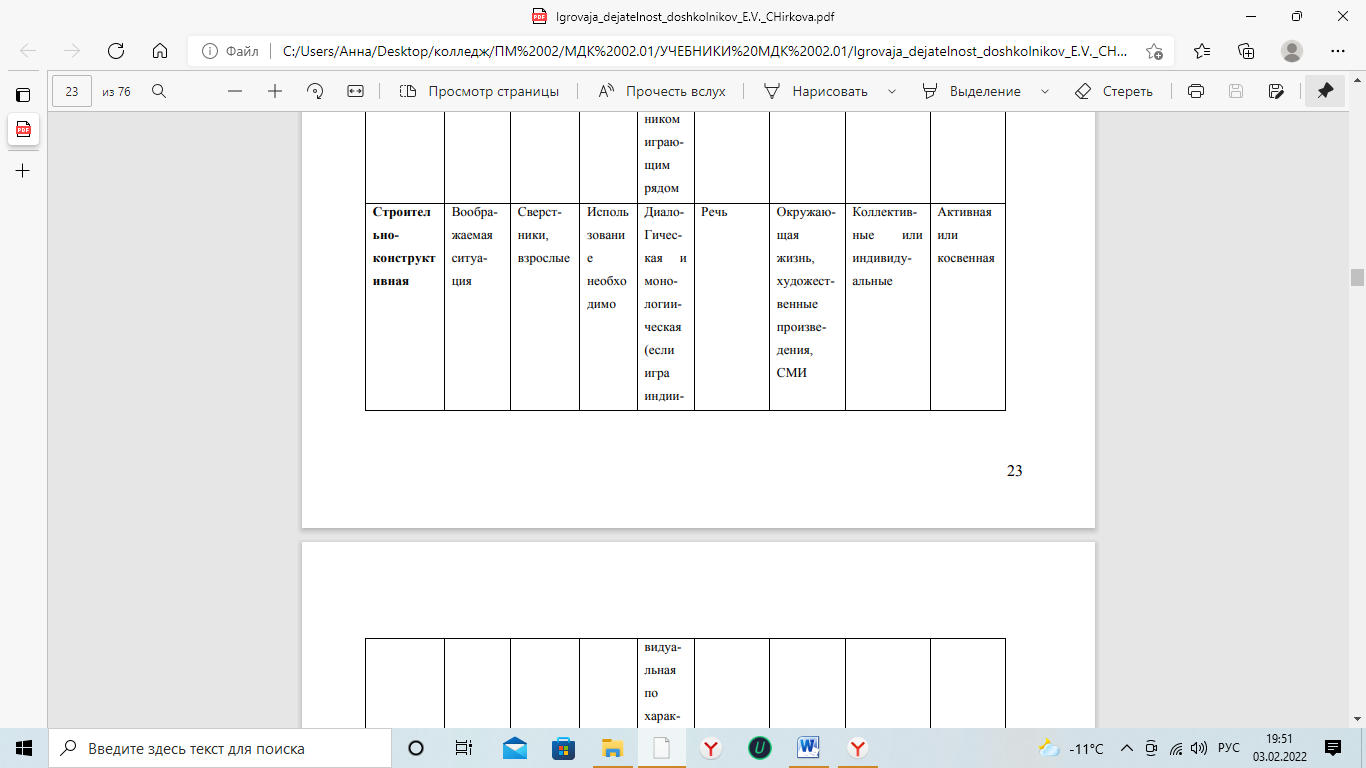 Igrovaja_dejatelnost_doshkolnikov_E.V._CHirkova.pdf
Файл
C:/Users/Анна/Desktop/колледж/ПМ%2002/МДК%2002.01/УЧЕБНИКИ%20МДК%2002.01/Igrovaja_dejatelnost_doshkolnikov_E.V._CH...
23
из 76
Просмотр страницы
Прочесть вслух
Нарисовать
Выделение
Стереть
ником
играю-
щим
рядом
Строител
ьно-
конструкт
ивная
Вообра-
жаемая
ситуа-
ция
Сверст-
ники,
взрослые
Исполь
зовани
е
необхо
димо
Диало-
Гичес-
кая и
моно-
логии-
ческая
(если
игра
индии-
Речь
Окружаю-
щая
жизнь,
художест-
венные
произве-
дения,
СМИ
Коллектив-
ные или
индивиду-
альные
Активная
или
косвенная
23
видуа-
льная
по
харак-
Введите здесь текст для поиска
-11°C
РУС
19:51
03.02.2022